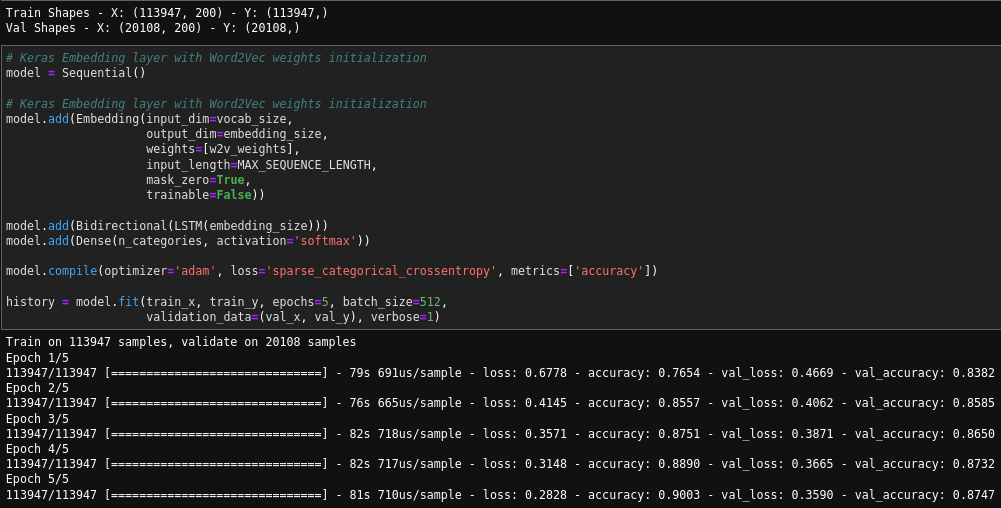 Train Shapes - X: (113947, 200) - Y: (113947,)
Val Shapes - X: (20108, 200) - Y: (20108,)
# Keras Embedding layer with Word2Vec weights initialization
model = Sequential()
# Keras Embedding layer with Word2Vec weights initialization
model.add(Embedding(input_dim=vocab_size,
                    output_dim=embedding_size,
                    weights=[w2v_weights],
                    input_length=MAX_SEQUENCE_LENGTH,
                    mask_zero=True,
                    trainable=False))
model.add(Bidirectional(LSTM(embedding_size)))
model.add(Dense(n_categories, activation='softmax'))
model.compile(optimizer='adam', loss='sparse_categorical_crossentropy', metrics=['accuracy'])
history = model.fit(train_x, train_y, epochs=5, batch_size=512,
                    validation_data=(val_x, val_y), verbose=1)
Train on 113947 samples, validate on 20108 samples
Epoch 1/5
113947/113947 [==============================] - 79s 691us/sample - loss: 0.6778 - accuracy: 0.7654 - val_loss: 0.4669 - val_accuracy: 0.8382
Epoch 2/5
113947/113947 [==============================] - 76s 665us/sample - loss: 0.4145 - accuracy: 0.8557 - val_loss: 0.4062 - val_accuracy: 0.8585
Epoch 3/5
113947/113947 [==============================] - 82s 718us/sample - loss: 0.3571 - accuracy: 0.8751 - val_loss: 0.3871 - val_accuracy: 0.8650
Epoch 4/5
113947/113947 [==============================] - 82s 717us/sample - loss: 0.3148 - accuracy: 0.8890 - val_loss: 0.3665 - val_accuracy: 0.8732
Epoch 5/5
113947/113947 [==============================] - 81s 710us/sample - loss: 0.2828 - accuracy: 0.9003 - val_loss: 0.3590 - val_accuracy: 0.8747